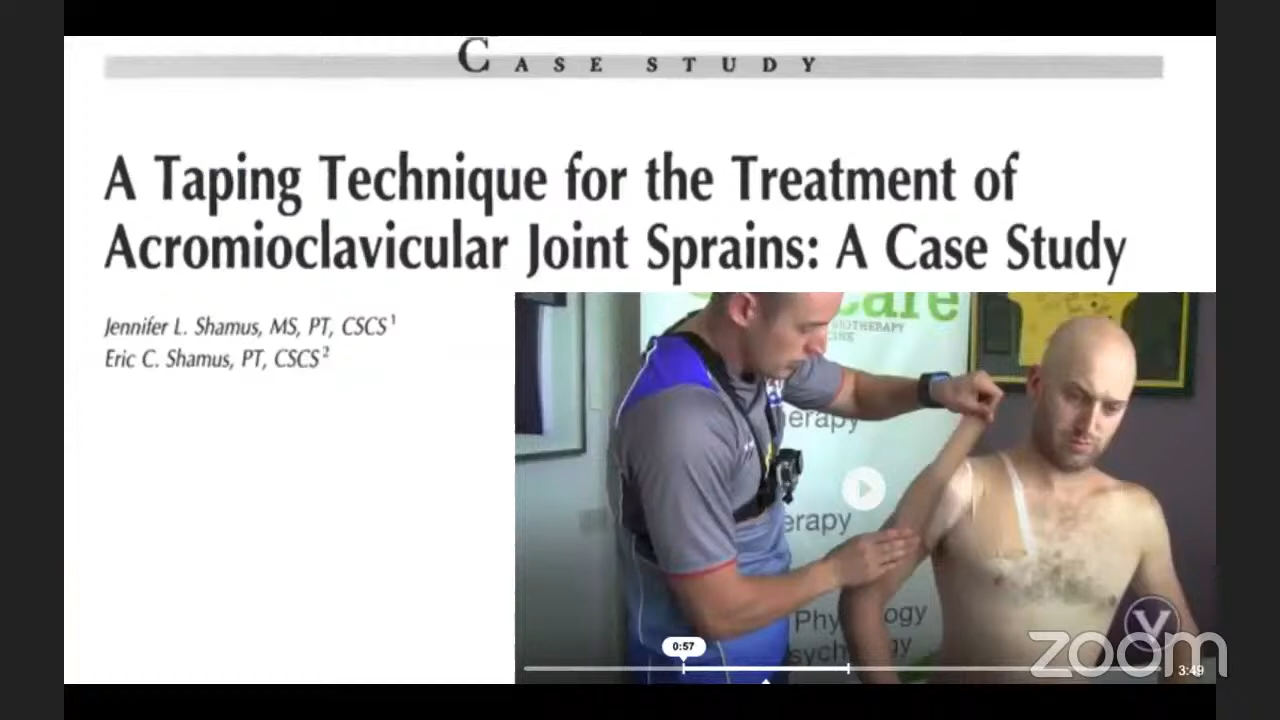 CASE STUDY
A Taping Technique for the Treatment of
Acromioclavicular Joint Sprains: A Case Study
Jennifer L. Shamus, MS, PT, CSCS¹
Eric C. Shamus, PT, CSCS²
care
erapy
erapy
0:57
3:49
zoom